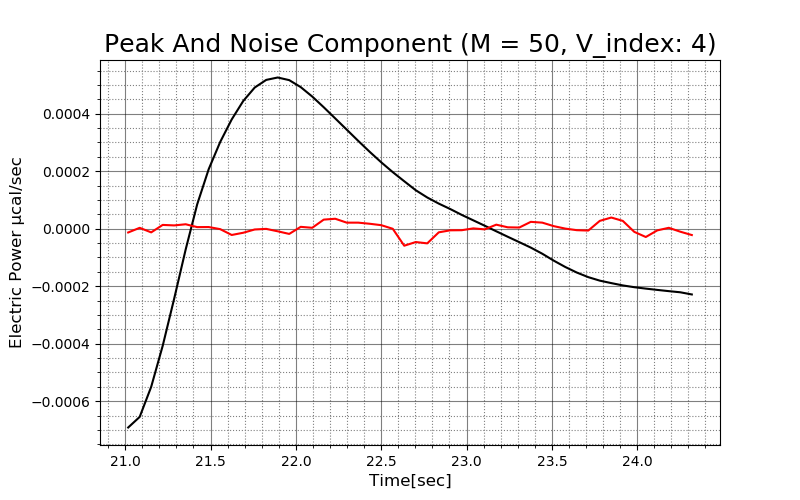 Peak And Noise Component (M = 50, V_index: 4)
Electric Power μcal/sec
0.0004
0.0002
0.0000
−0.0002
−0.0004
−0.0006
21.0 21.5 22.0 22.5 23.0 23.5 24.0
Time[sec]